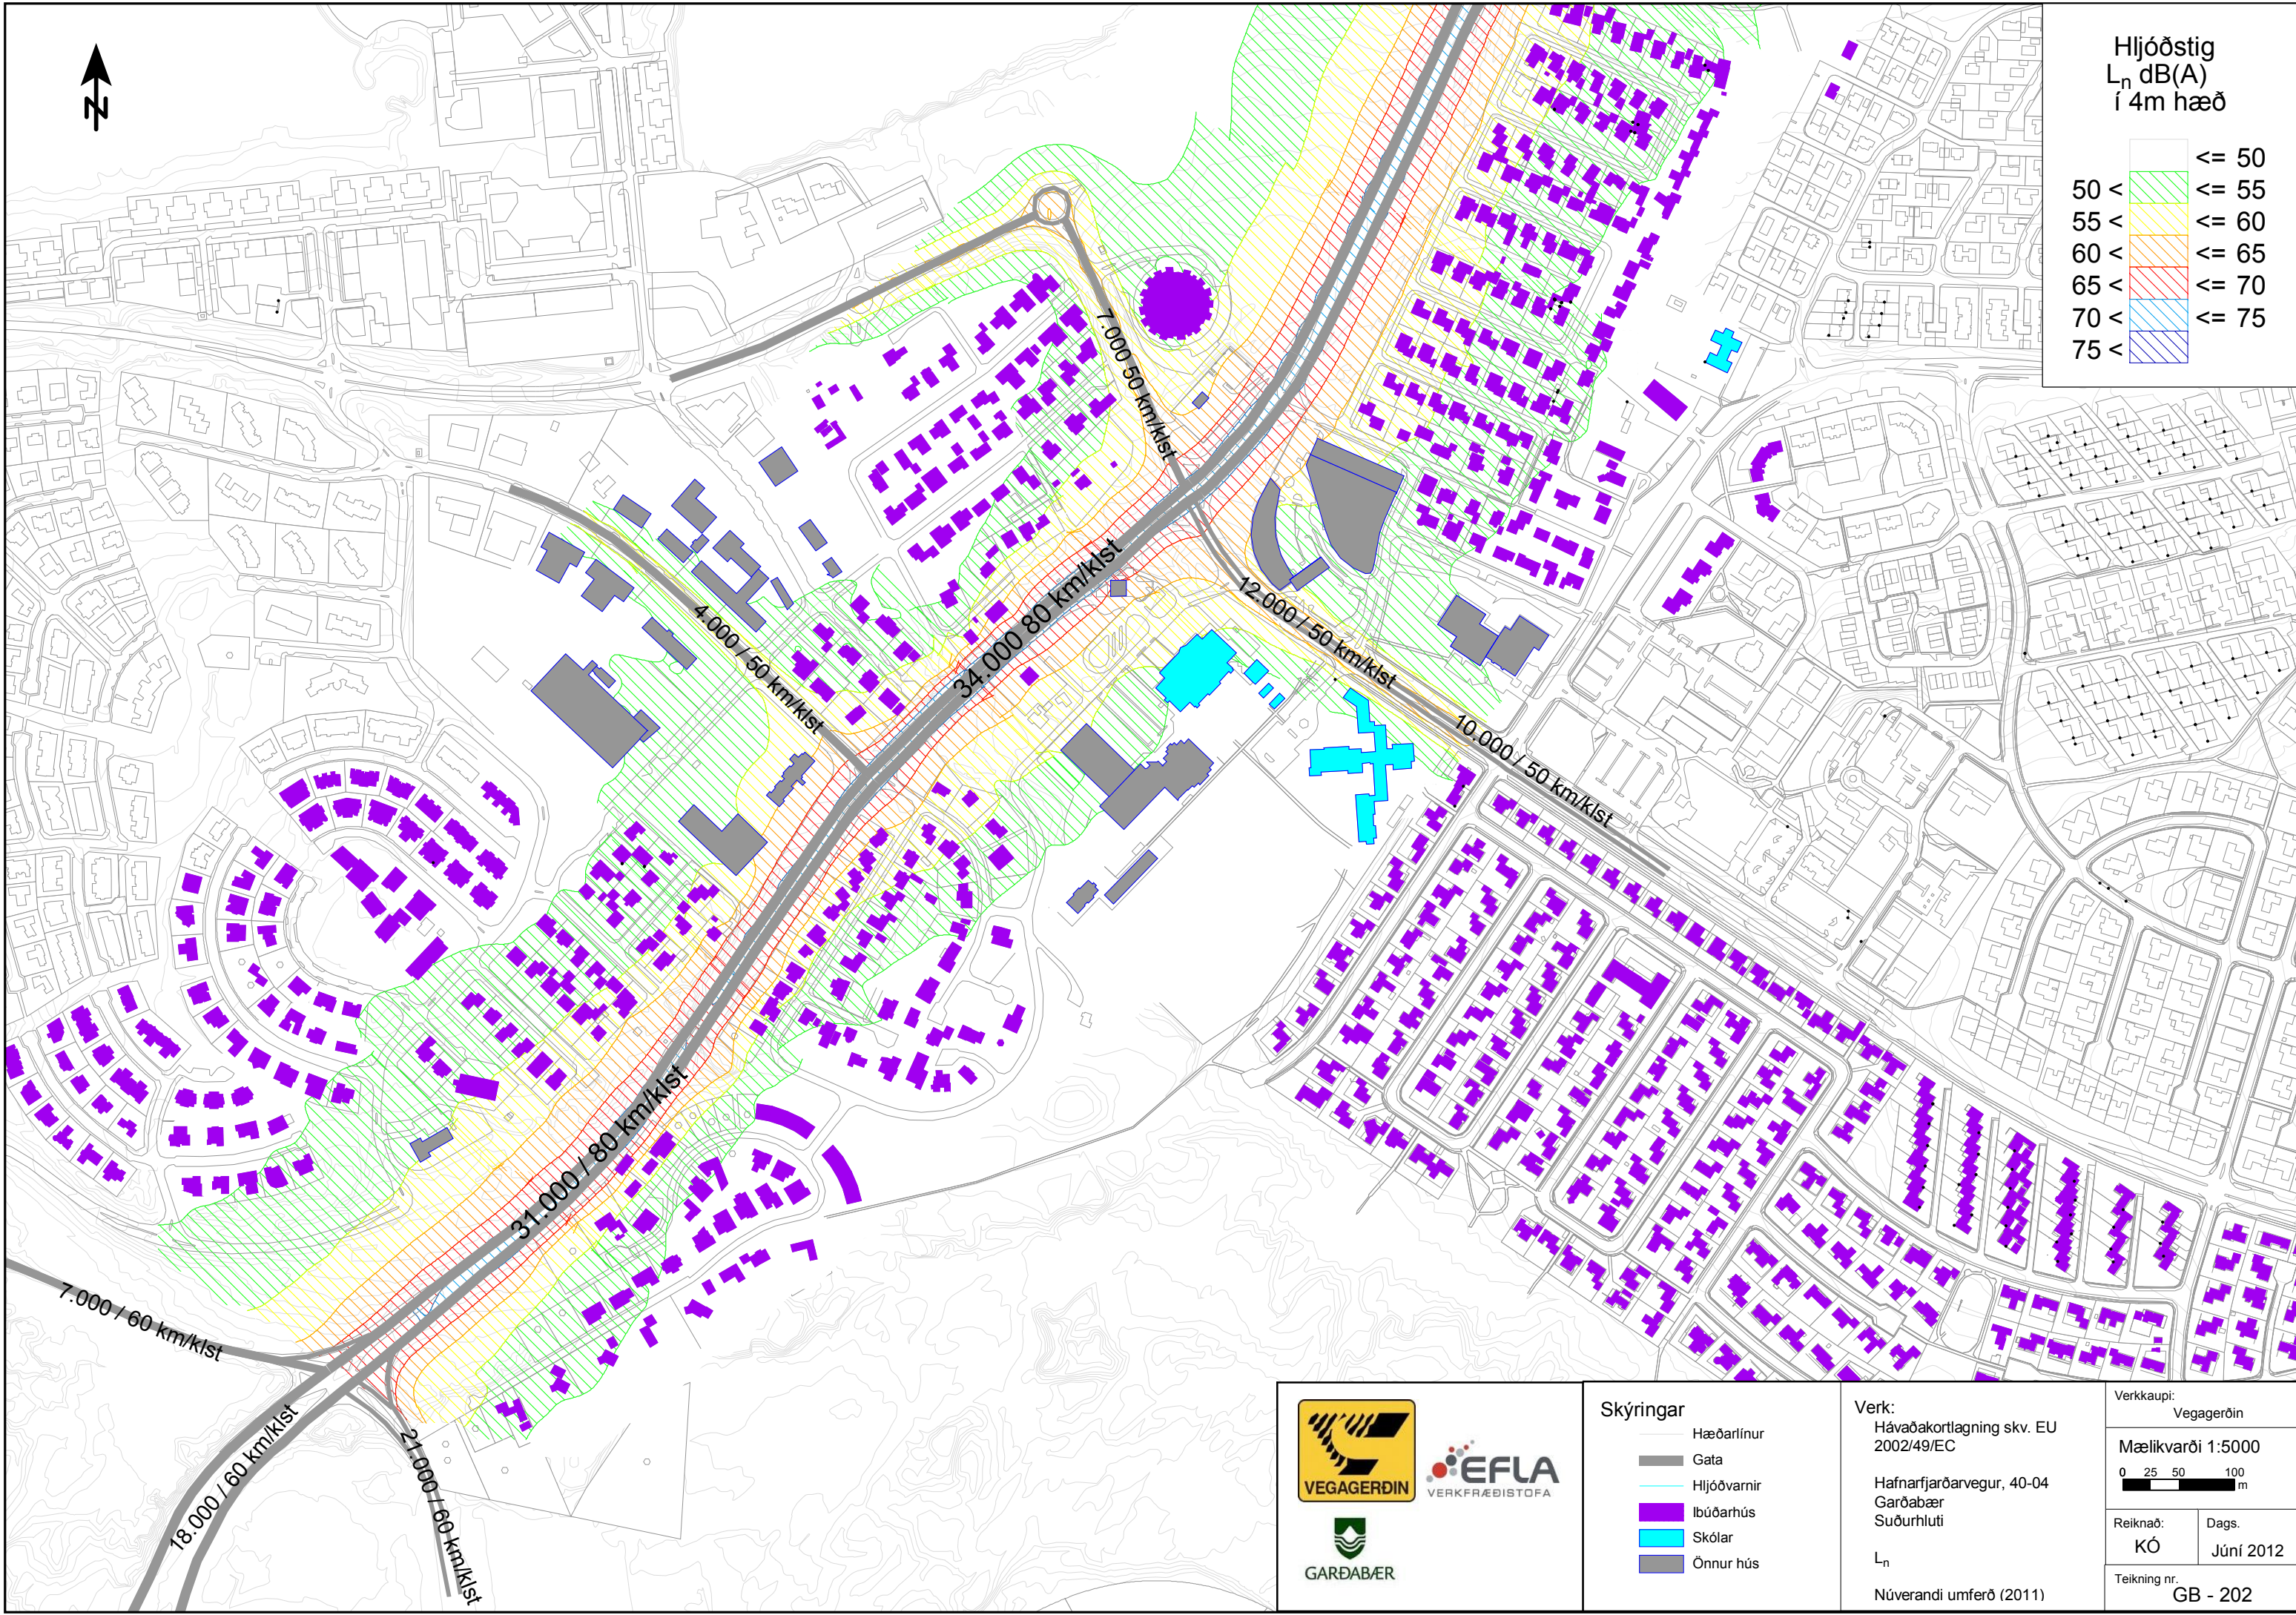 N
Hljóðstig
Ln dB(A)
í 4m hæð
<= 50
50 < <= 55
55 < <= 60
60 < <= 65
65 < <= 70
70 < <= 75
75 <
7.000 50 km/klst
34.000 80 km/klst
12.000 / 50 km/klst
4.000 / 50 km/klst
10.000 / 50 km/klst
31.000 / 80 km/klst
7.000 / 60 km/klst
18.000 / 60 km/klst
21.000 / 60 km/klst
VEGAGERÐIN
EFLA
VERKFRÆÐISTOFA
GARÐABÆR
Skýringar
Hæðarlínur
Gata
Hljóðvarnir
Ibúðarhús
Skólar
Önnur hús
Verk:
Hávaðakortlagning skv. EU
2002/49/EC
Hafnarfjarðarvegur, 40-04
Garðabær
Suðurhluti
Ln
Núverandi umferð (2011)
Verkkaupi:
Vegagerðin
Mælikvarði 1:5000
0 25 50 100
m
Reiknað:
KÓ
Dags.
Júní 2012
Teikning nr.
GB - 202